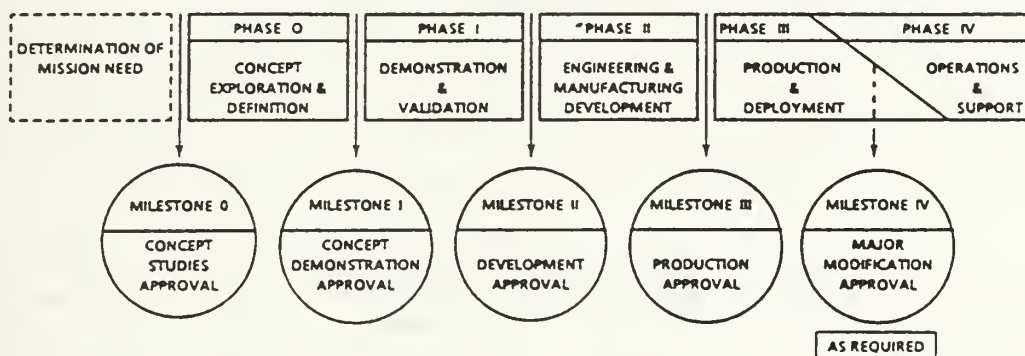 DETERMINATION OF
MISSION NEED
PHASE 0
CONCEPT
EXPLORATION &
DEFINITION
PHASE I
DEMONSTRATION
&
VALIDATION
PHASE II
ENGINEERING &
MANUFACTURING
DEVELOPMENT
PHASE III
PRODUCTION
&
DEPLOYMENT
PHASE IV
OPERATIONS
&
SUPPORT
MILESTONE 0
CONCEPT
STUDIES
APPROVAL
MILESTONE I
CONCEPT
DEMONSTRATION
APPROVAL
MILESTONE II
DEVELOPMENT
APPROVAL
MILESTONE III
PRODUCTION
APPROVAL
MILESTONE IV
MAJOR
MODIFICATION
APPROVAL
AS REQUIRED